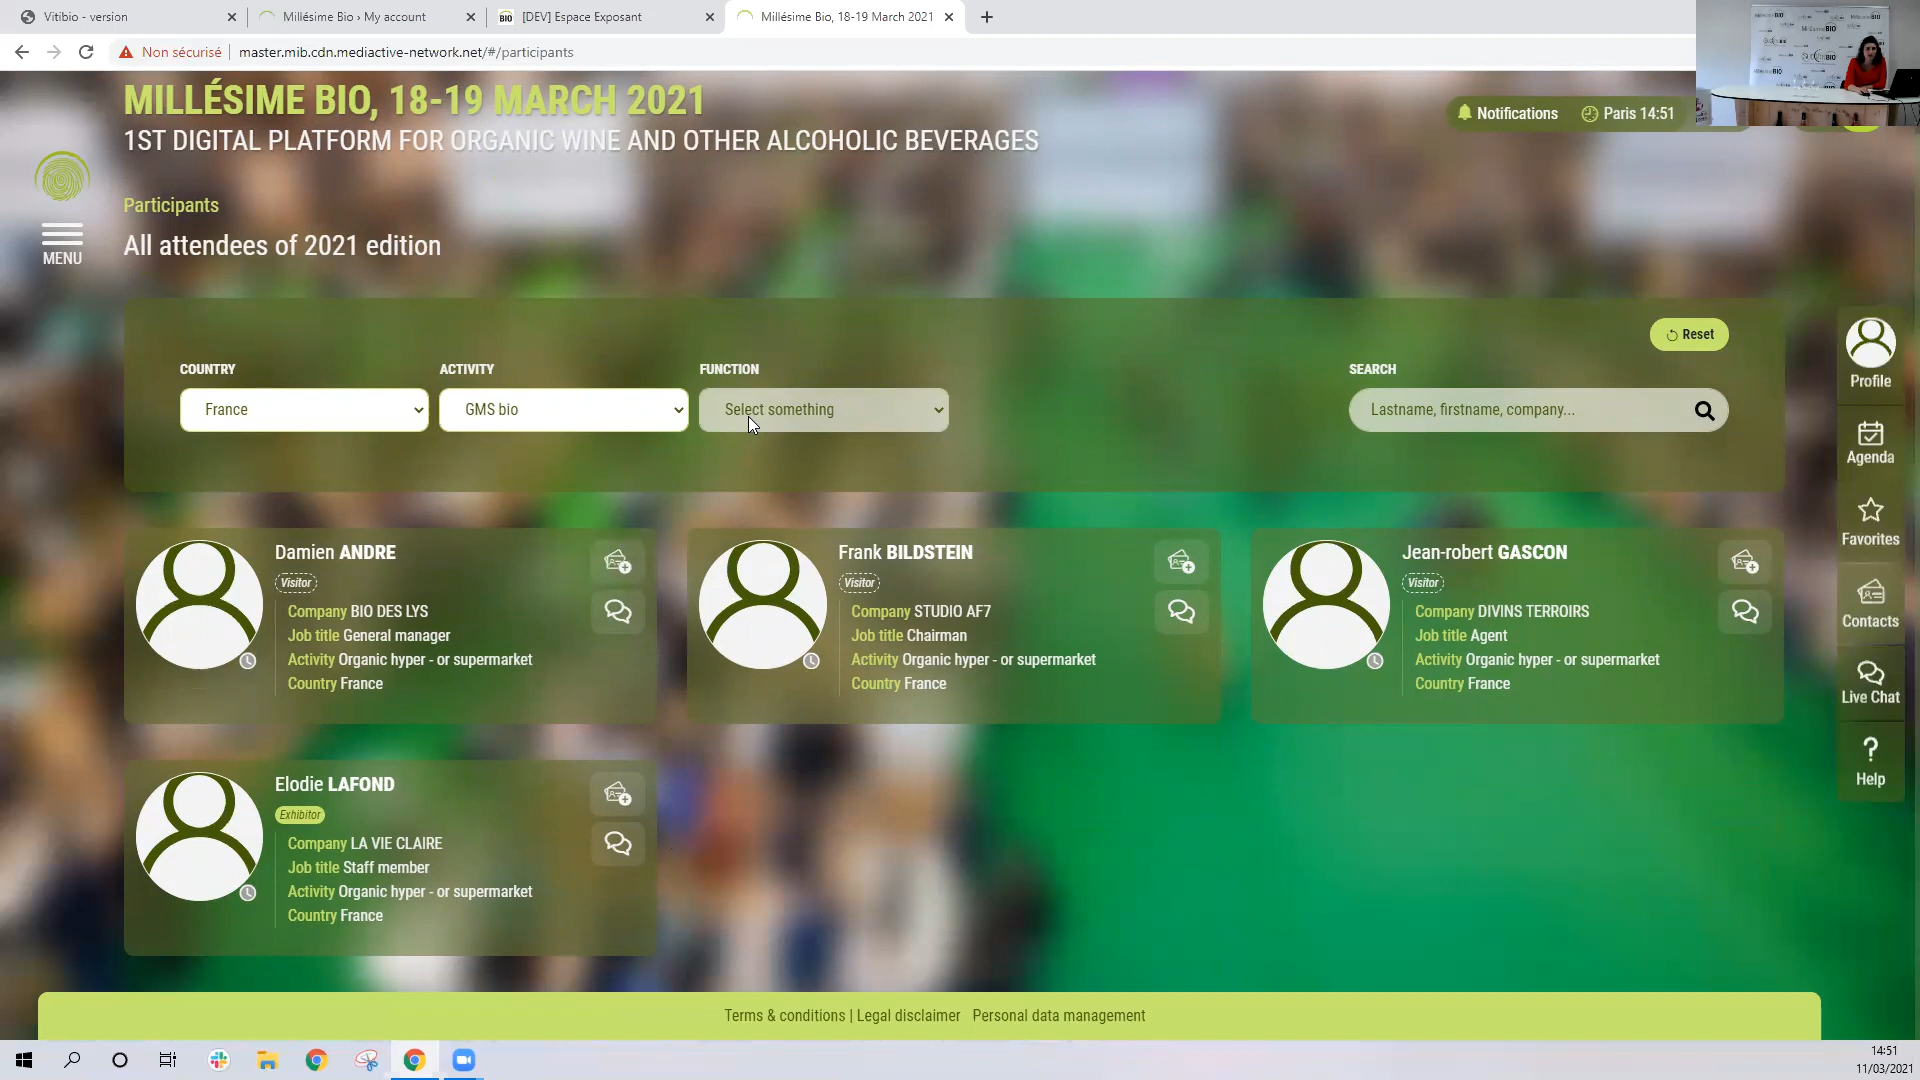 Vitibio - version
Millésime Bio › My account
[DEV] Espace Exposant
Millésime Bio, 18-19 March 2021
Non sécurisé
master.mib.cdn.mediactive-network.net/#/participants
MILLÉSIME BIO, 18-19 MARCH 2021
1ST DIGITAL PLATFORM FOR ORGANIC WINE AND OTHER ALCOHOLIC BEVERAGES
Notifications
Paris 14:51
MENU
Participants
All attendees of 2021 edition
Reset
COUNTRY
ACTIVITY
FUNCTION
SEARCH
France
GMS bio
Select something
Lastname, firstname, company...
Damien ANDRE
Visitor
Company BIO DES LYS
Job title General manager
Activity Organic hyper - or supermarket
Country France
Frank BILDSTEIN
Visitor
Company STUDIO AF7
Job title Chairman
Activity Organic hyper - or supermarket
Country France
Jean-robert GASCON
Visitor
Company DIVINS TERROIRS
Job title Agent
Activity Organic hyper - or supermarket
Country France
Elodie LAFOND
Exhibitor
Company LA VIE CLAIRE
Job title Staff member
Activity Organic hyper - or supermarket
Country France
Profile
Agenda
Favorites
Contacts
Live Chat
Help
Terms & conditions | Legal disclaimer Personal data management
14:51
11/03/2021